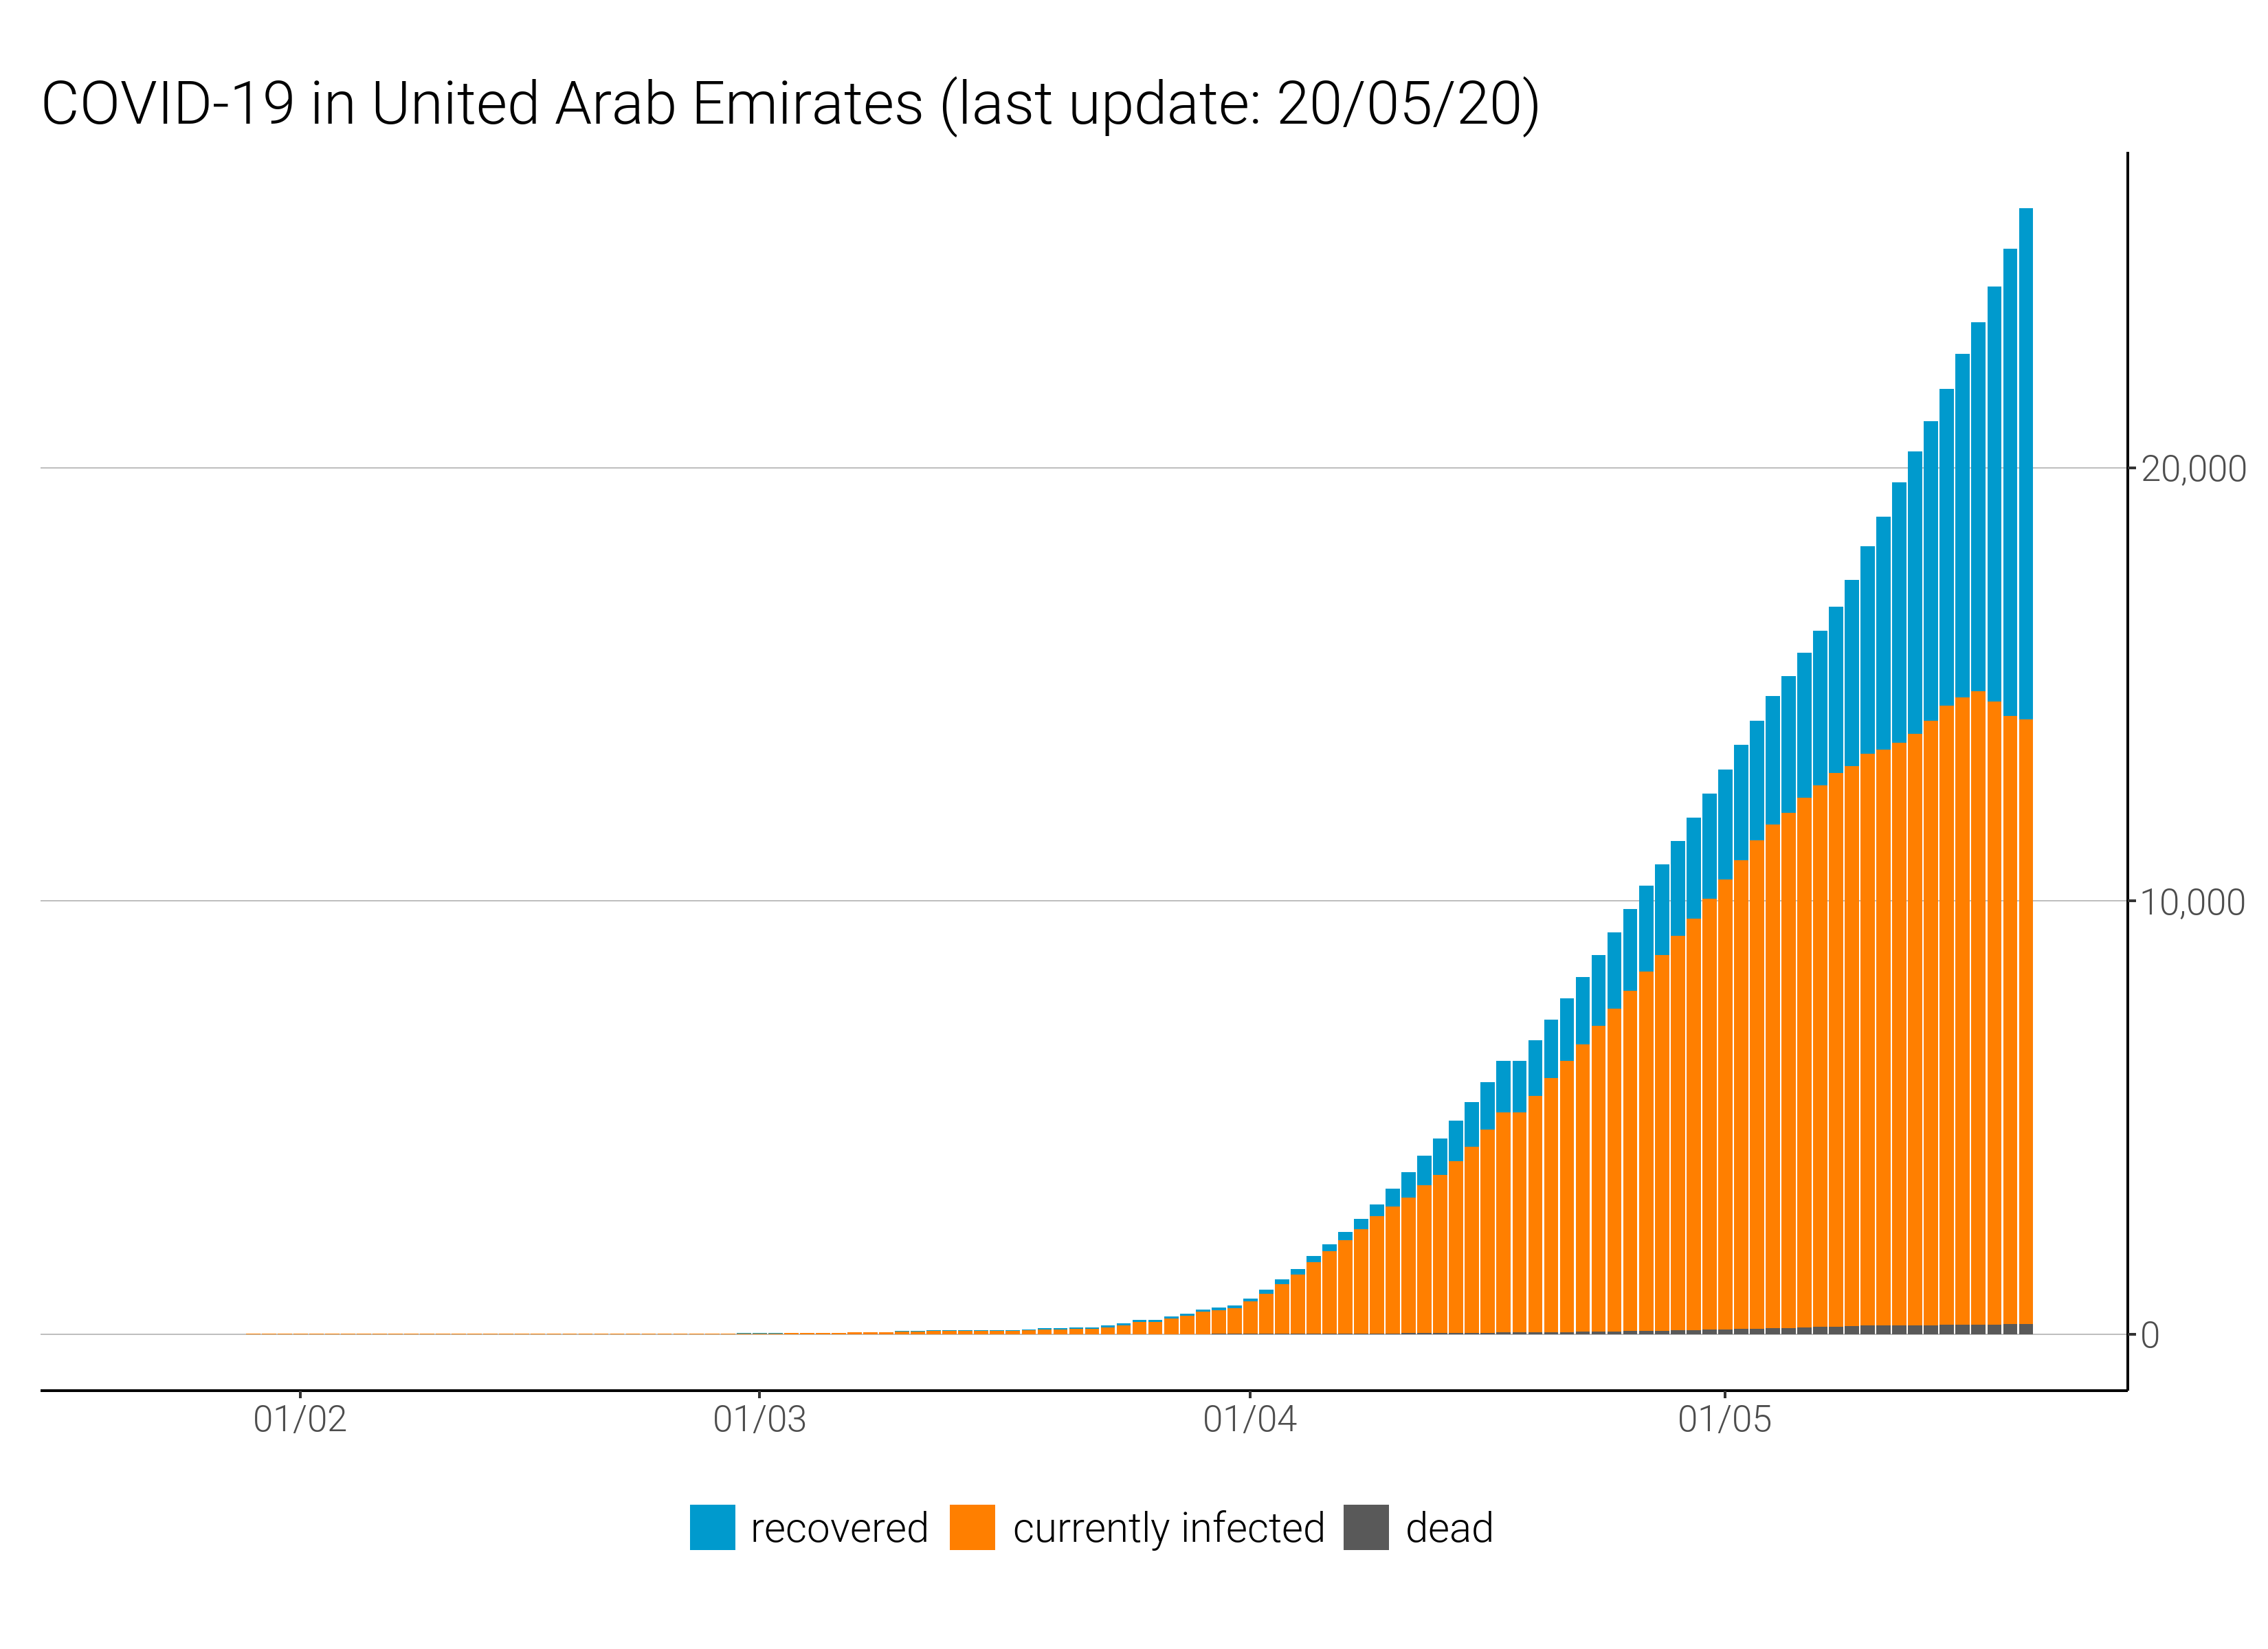 COVID-19 in United Arab Emirates (last update: 20/05/20)
20,000
10,000
0
01/02 01/03 01/04 01/05
recovered currently infected dead